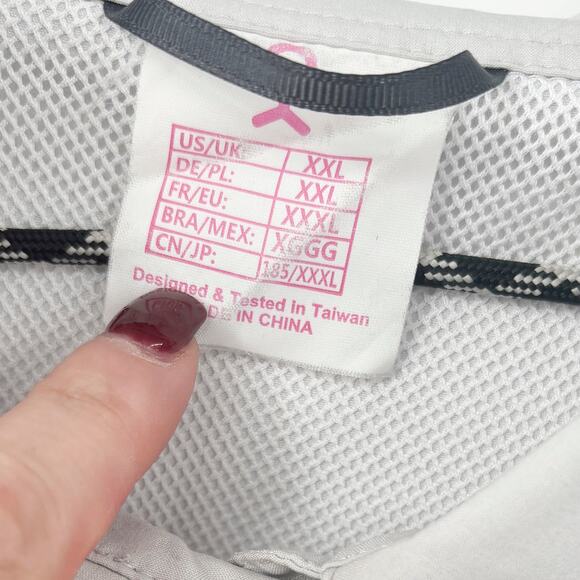 US/UK: XXL
DE/PL: XXL
FR/EU: XXXL
BRA/MEX: XGGG
CN/JP: 185/XXXL
Designed & Tested in Taiwan
DE IN CHINA